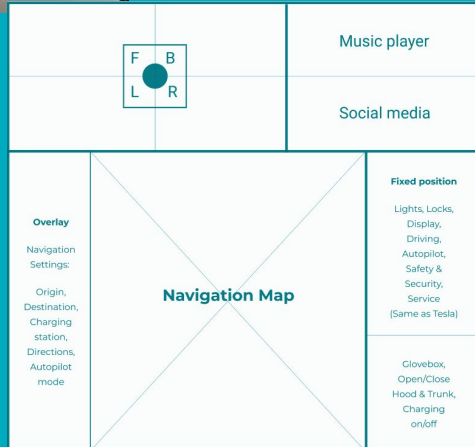 F B
L R
Music player
Social media
Overlay
Navigation
Settings:
Origin,
Destination,
Charging
station,
Directions,
Autopilot
mode
Navigation Map
Fixed position
Lights, Locks,
Display,
Driving,
Autopilot,
Safety &
Security,
Service
(Same as Tesla)
Glovebox,
Open/Close
Hood & Trunk,
Charging
on/off